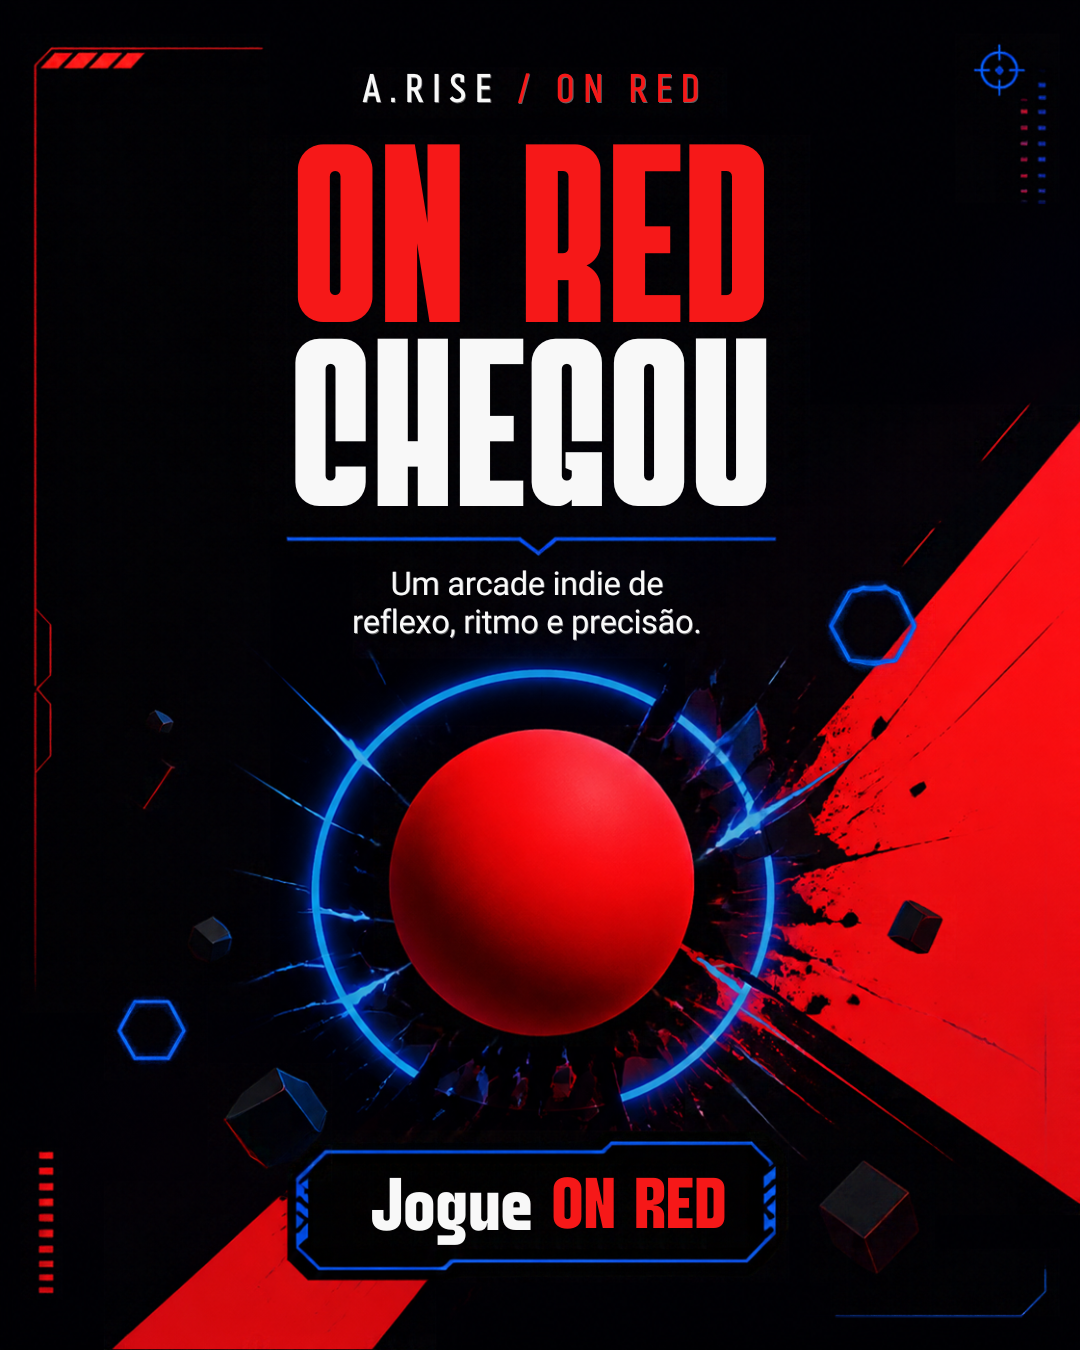 A.RISE / ON RED
ON RED
CHEGOU
Um arcade indie de
reflexo, ritmo e precisão.
Jogue ON RED